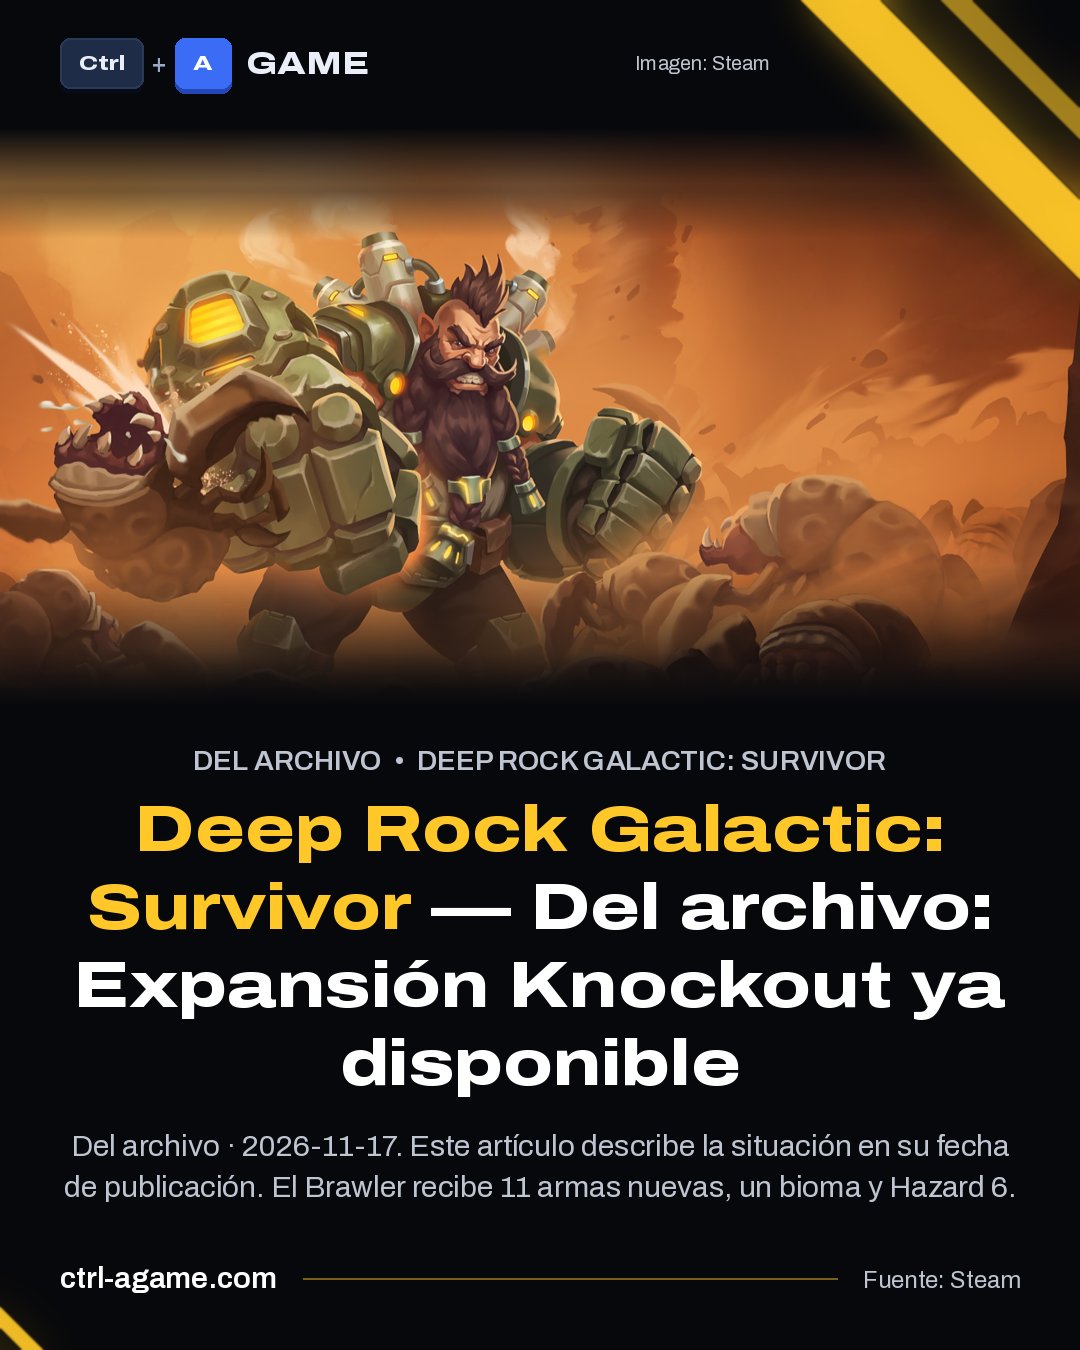 Ctrl + A GAME
Imagen: Steam
DEL ARCHIVO • DEEP ROCK GALACTIC: SURVIVOR
Deep Rock Galactic:
Survivor — Del archivo:
Expansión Knockout ya
disponible
Del archivo · 2026-11-17. Este artículo describe la situación en su fecha
de publicación. El Brawler recibe 11 armas nuevas, un bioma y Hazard 6.
ctrl-agame.com
Fuente: Steam